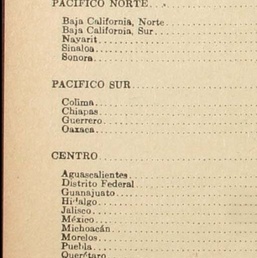 PACIFICO NORTE
Baja California, Norte
Baja California, Sur
Nayarit
Sinaloa
Sonora
PACIFICO SUR
Colima
Chiapas
Guerrero
Oaxaca
CENTRO
Aguascalientes
Distrito Federal
Guanajuato
Hidalgo
Jalisco
México
Michoacán
Morelos
Puebla
Querétaro